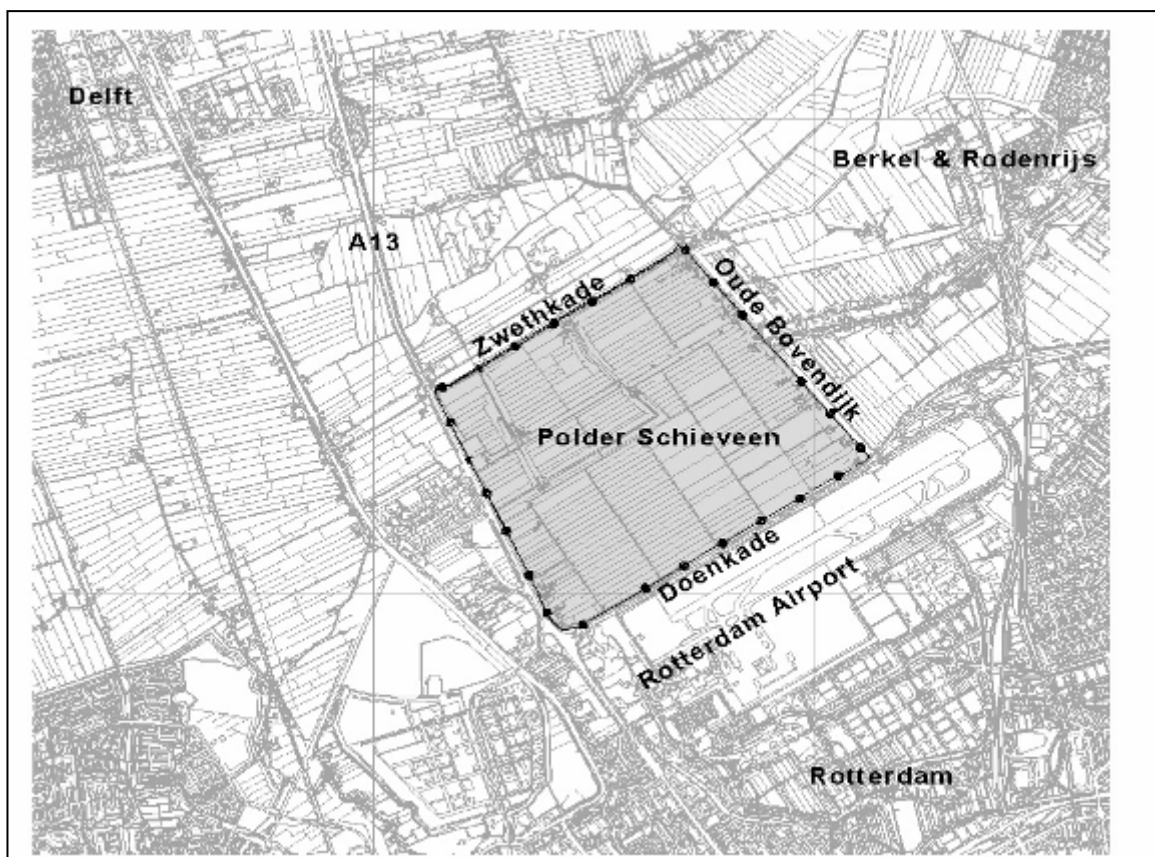 Delft
Berkel & Rodenrijs
A13
Zwethkade
Oude Bovendijk
Polder Schieveen
Doenkade
Rotterdam Airport
Rotterdam